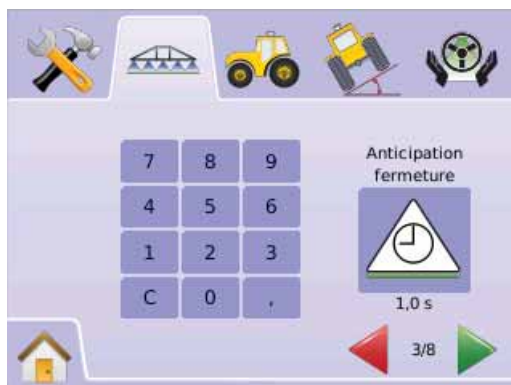 7 8 9
4 5 6
1 2 3
C 0 ,
Anticipation
fermeture
1,0 s
3/8